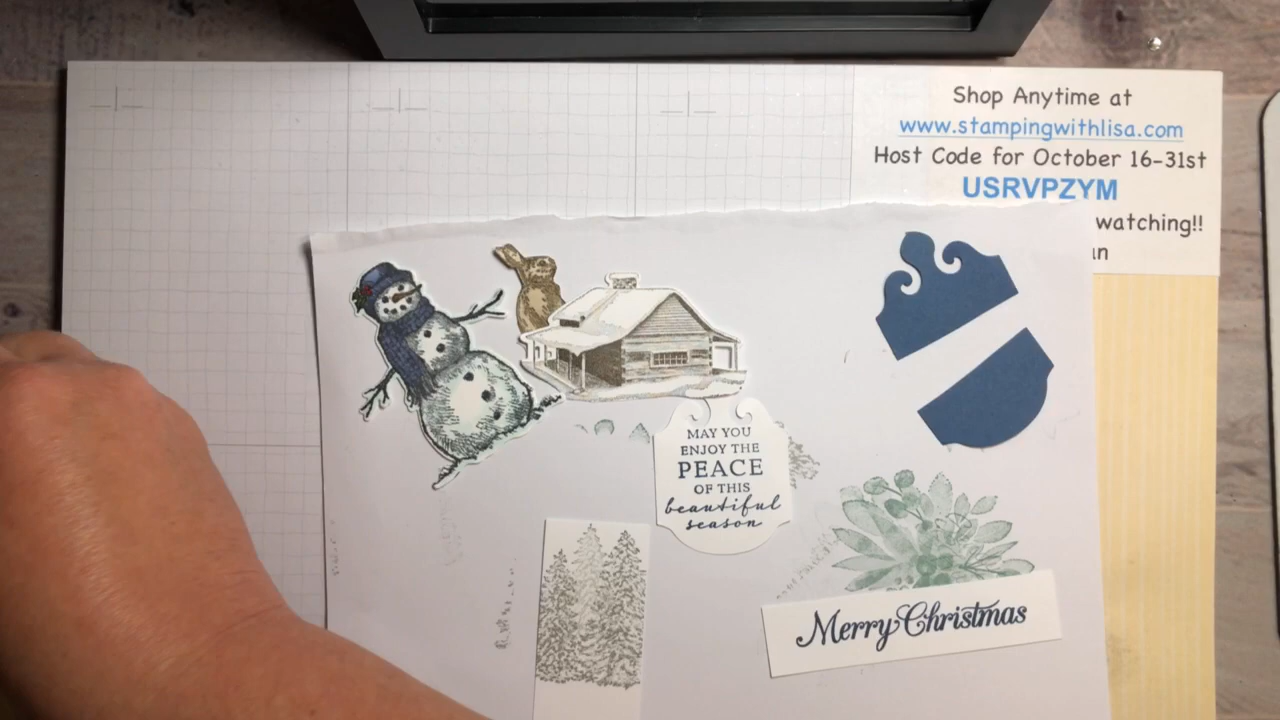 Shop Anytime at
www.stampingwithlisa.com
Host Code for October 16-31st
USRVPZYM
watching!!
MAY YOU
ENJOY THE
PEACE
OF THIS
beautiful
season
Merry Christmas